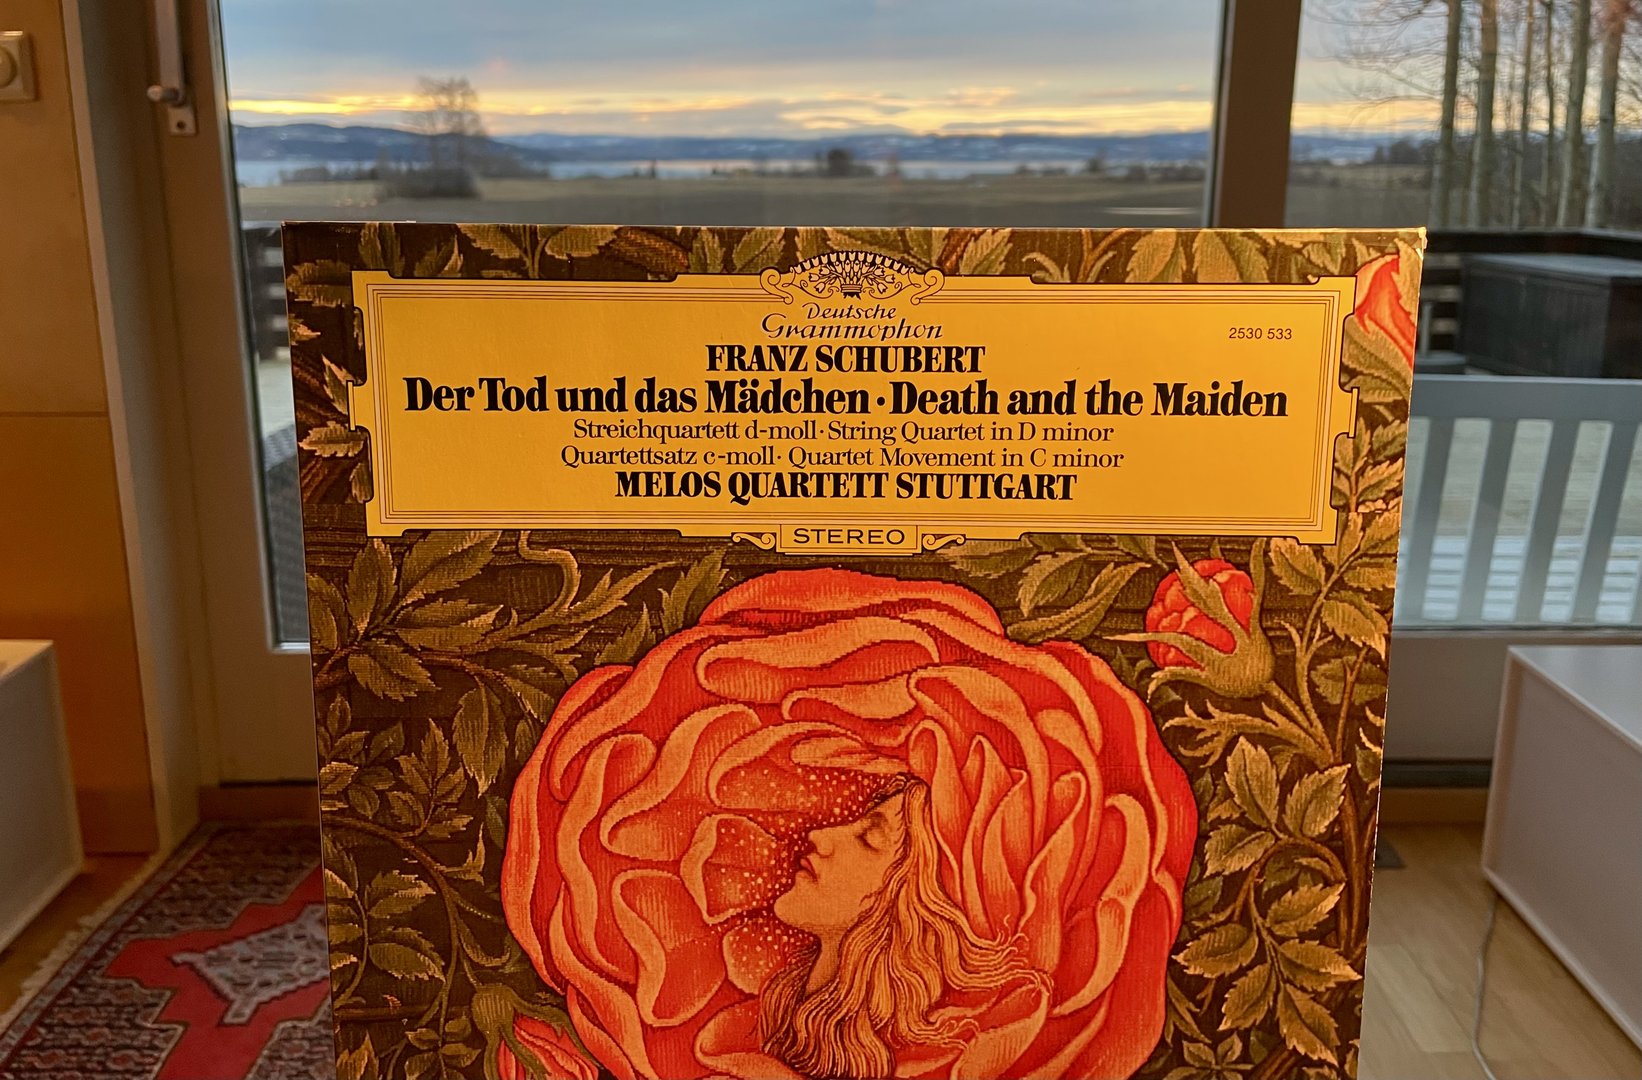 Deutsche
Grammophon
2530 533
FRANZ SCHUBERT
Der Tod und das Mädchen · Death and the Maiden
Streichquartett d-moll · String Quartet in D minor
Quartettsatz c-moll · Quartet Movement in C minor
MELOS QUARTETT STUTTGART
STEREO